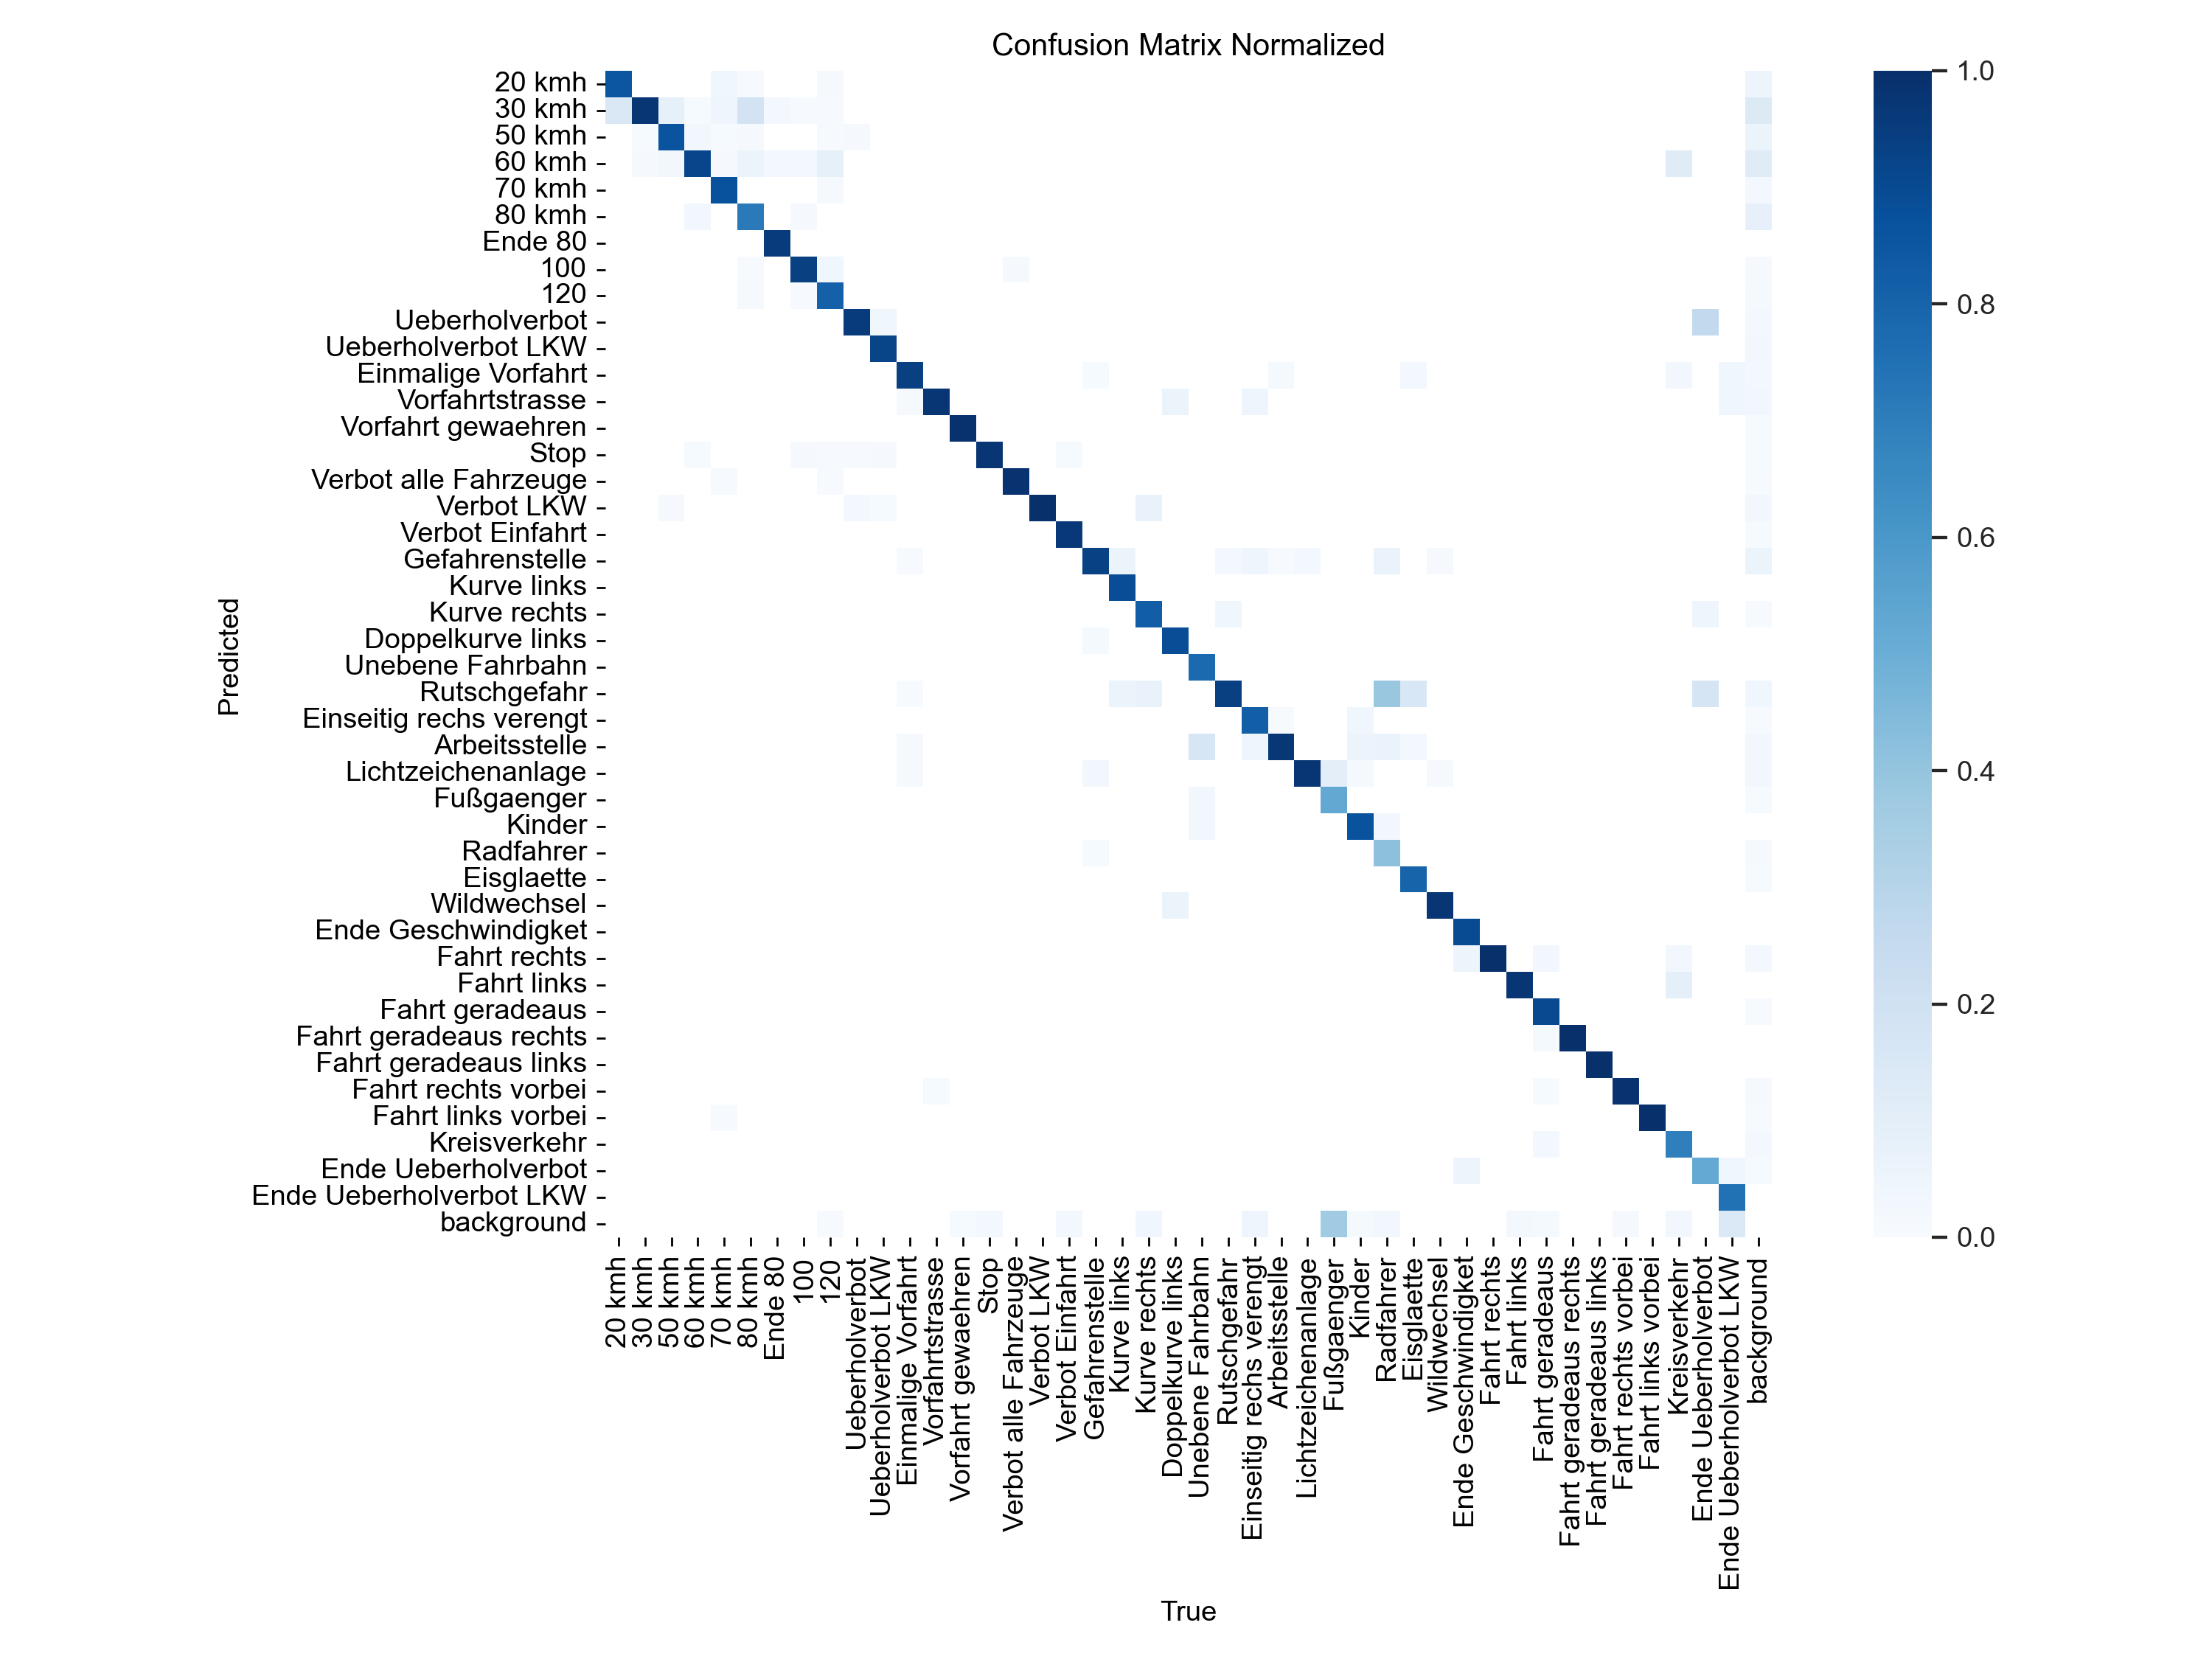 Confusion Matrix Normalized
20 kmh
30 kmh
50 kmh
60 kmh
70 kmh
80 kmh
Ende 80
100
120
Ueberholverbot
Ueberholverbot LKW
Einmalige Vorfahrt
Vorfahrtstrasse
Vorfahrt gewaehren
Stop
Verbot alle Fahrzeuge
Verbot LKW
Verbot Einfahrt
Gefahrenstelle
Kurve links
Kurve rechts
Doppelkurve links
Unebene Fahrbahn
Rutschgefahr
Einseitig rechs verengt
Arbeitsstelle
Lichtzeichenanlage
Fußgaenger
Kinder
Radfahrer
Eisglaette
Wildwechsel
Ende Geschwindigket
Fahrt rechts
Fahrt links
Fahrt geradeaus
Fahrt geradeaus rechts
Fahrt geradeaus links
Fahrt rechts vorbei
Fahrt links vorbei
Kreisverkehr
Ende Ueberholverbot
Ende Ueberholverbot LKW
background
Predicted
20 kmh
30 kmh
50 kmh
60 kmh
70 kmh
80 kmh
Ende 80
100
120
Ueberholverbot
Ueberholverbot LKW
Einmalige Vorfahrt
Vorfahrtstrasse
Vorfahrt gewaehren
Stop
Verbot alle Fahrzeuge
Verbot LKW
Verbot Einfahrt
Gefahrenstelle
Kurve links
Kurve rechts
Doppelkurve links
Unebene Fahrbahn
Rutschgefahr
Einseitig rechs verengt
Arbeitsstelle
Lichtzeichenanlage
Fußgaenger
Kinder
Radfahrer
Eisglaette
Wildwechsel
Ende Geschwindigket
Fahrt rechts
Fahrt links
Fahrt geradeaus
Fahrt geradeaus rechts
Fahrt geradeaus links
Fahrt rechts vorbei
Fahrt links vorbei
Kreisverkehr
Ende Ueberholverbot
Ende Ueberholverbot LKW
background
True
1.0
0.8
0.6
0.4
0.2
0.0